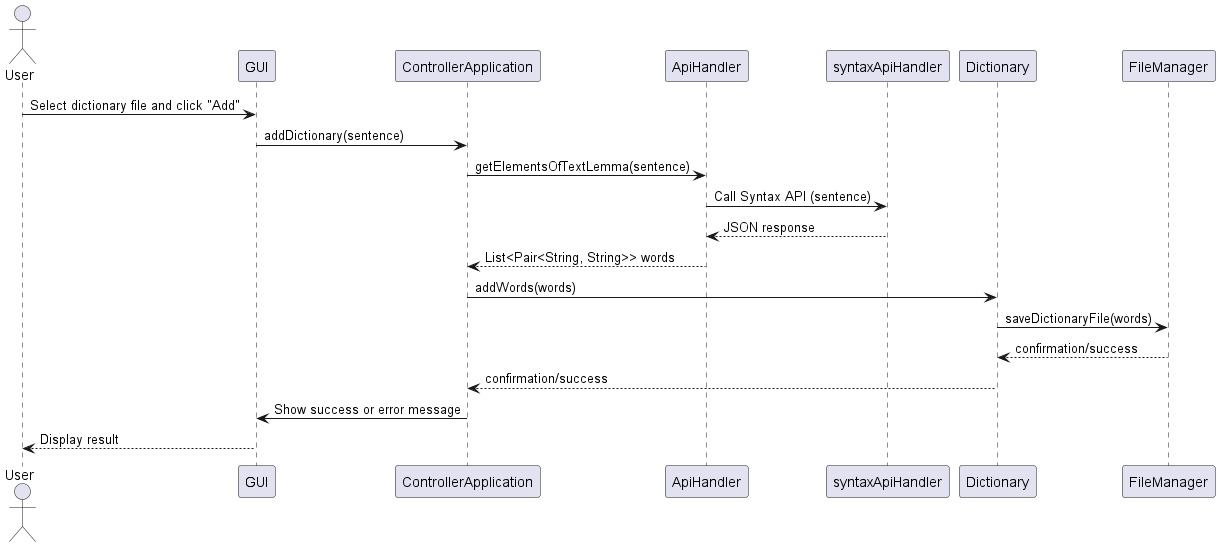 User
GUI
ControllerApplication
ApiHandler
syntaxApiHandler
Dictionary
FileManager
Select dictionary file and click "Add"
addDictionary(sentence)
getElementsOfTextLemma(sentence)
Call Syntax API (sentence)
JSON response
List<Pair<String, String>> words
addWords(words)
saveDictionaryFile(words)
confirmation/success
confirmation/success
Show success or error message
Display result
User
GUI
ControllerApplication
ApiHandler
syntaxApiHandler
Dictionary
FileManager